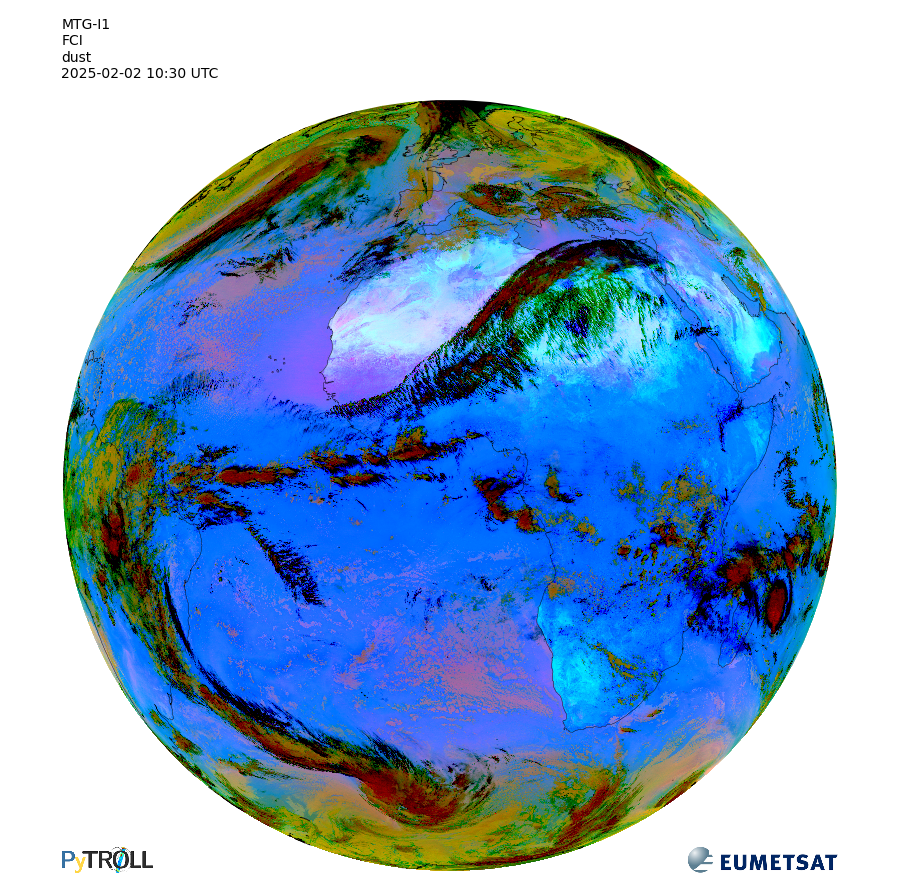 MTG-I1
FCI
dust
2025-02-02 10:30 UTC
PyTROLL
EUMETSAT